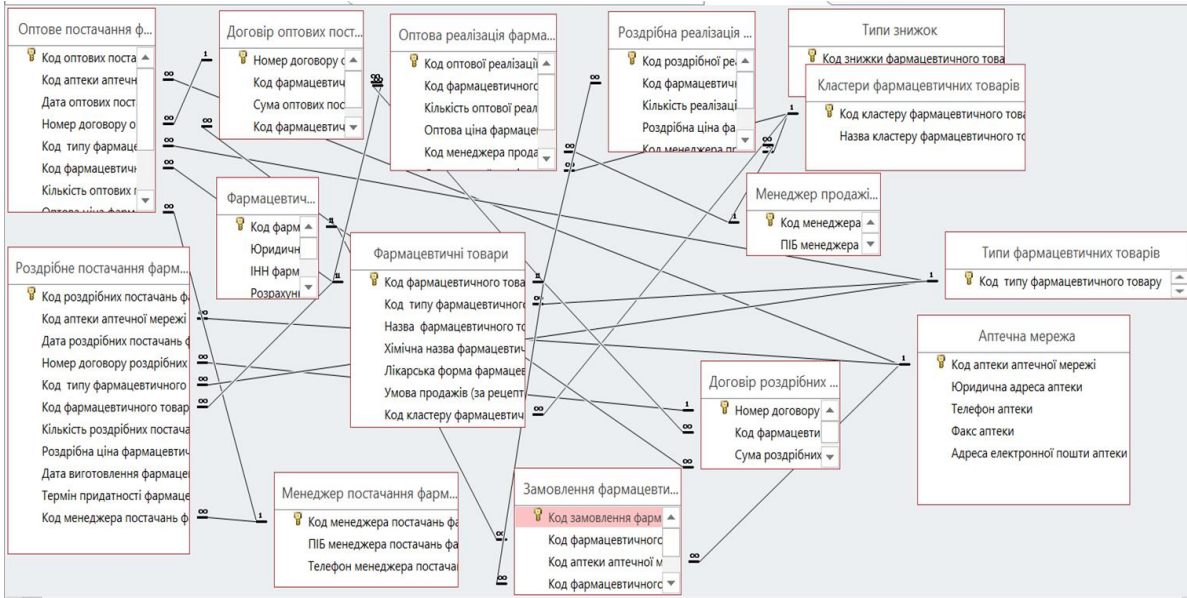 Оптове постачання ф...
Код оптових поста
Код аптеки аптечн
Дата оптових пост
Номер договору о
Код типу фармаце
Код фармацевтичн
Кількість оптових г
Договір оптових пост...
Номер договору с
Код фармацевтич
Сума оптових пос
Код фармацевтич
Оптова реалізація фарма...
Код оптової реалізації
Код фармацевтичного
Кількість оптової реал
Оптова ціна фармацев
Код менеджера прода
Роздрібна реалізація ...
Код роздрібної реа
Код фармацевтичн
Кількість реалізаці
Роздрібна ціна фа
Код менеджера пр
Типи знижок
Код знижки фармацевтичного това
Кластери фармацевтичних товарів
Код кластеру фармацевтичного това
Назва кластеру фармацевтичного то
Менеджер продажі...
Код менеджера
ПІБ менеджера
Фармацевтич...
Код фарм
Юридичн
ІНН фарм
Розрахун
Фармацевтичні товари
Код фармацевтичного това
Код типу фармацевтичног
Назва фармацевтичного то
Хімічна назва фармацевтич
Лікарська форма фармацев
Умова продажів (за рецепт
Код кластеру фармацевтич
Типи фармацевтичних товарів
Код типу фармацевтичного товару
Роздрібне постачання фарм...
Код роздрібних постачань фа
Код аптеки аптечної мережі
Дата роздрібних постачань ф
Номер договору роздрібних
Код типу фармацевтичного
Код фармацевтичного товар
Кількість роздрібних постача
Роздрібна ціна фармацевтич
Дата виготовлення фармацев
Термін придатності фармаце
Код менеджера постачань ф
Аптечна мережа
Код аптеки аптечної мережі
Юридична адреса аптеки
Телефон аптеки
Факс аптеки
Адреса електронної пошти аптеки
Договір роздрібних ...
Номер договору
Код фармацевти
Сума роздрібних
Менеджер постачання фарм...
Код менеджера постачань фа
ПІБ менеджера постачань фа
Телефон менеджера постача
Замовлення фармацевти...
Код замовлення фарм
Код фармацевтичного
Код аптеки аптечної м
Код фармацевтичного